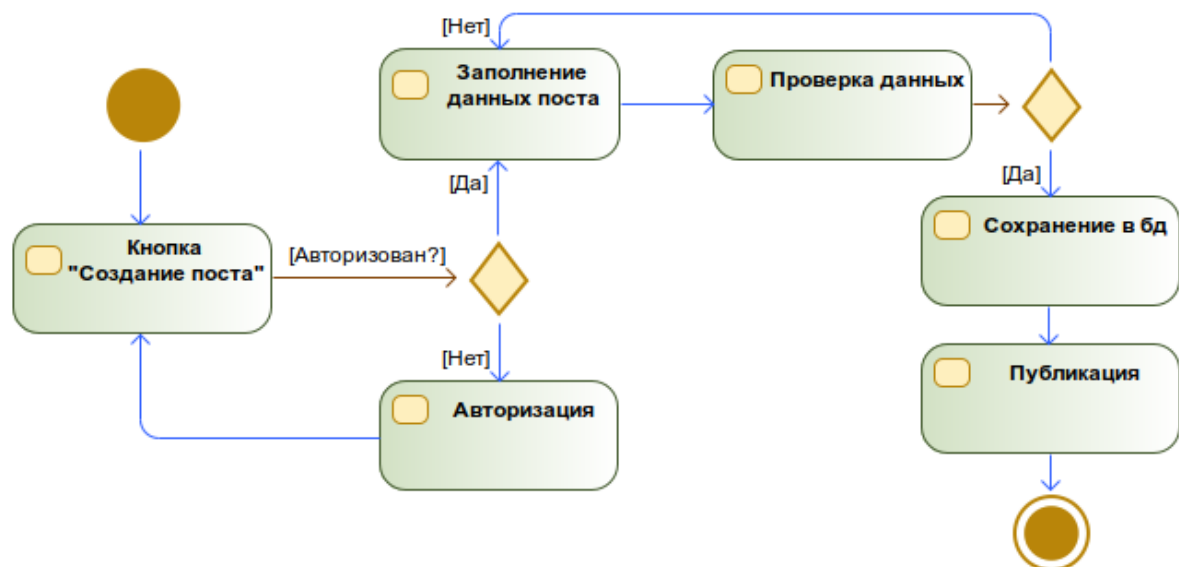 [Нет]
Заполнение
данных поста
Проверка данных
[Да]
[Да]
Сохранение в бд
Кнопка
"Создание поста"
[Авторизован?]
[Нет]
Авторизация
Публикация